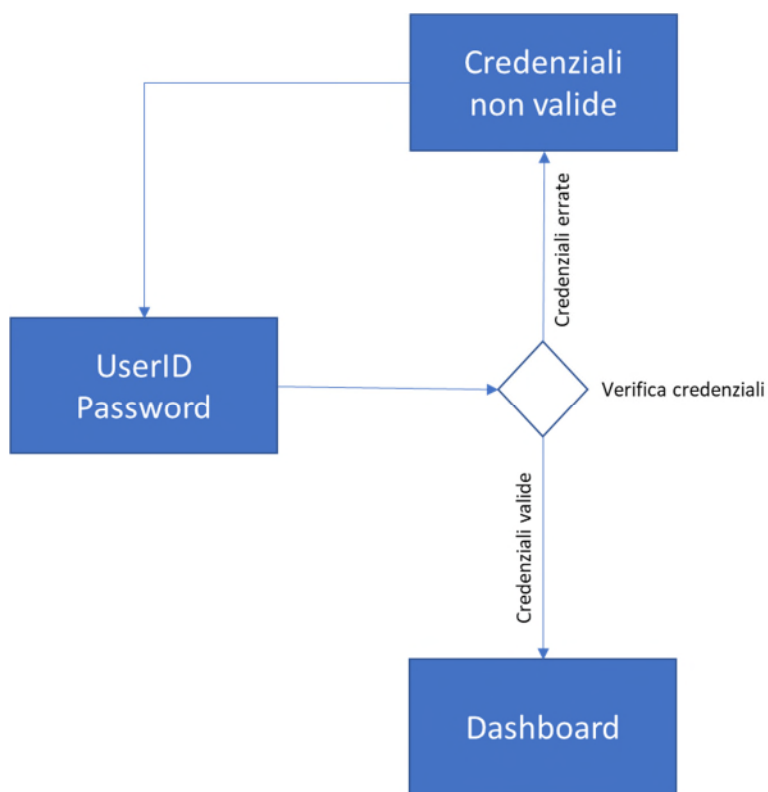 Credenziali
non valide
Credenziali errate
UserID
Password
Verifica credenziali
Credenziali valide
Dashboard